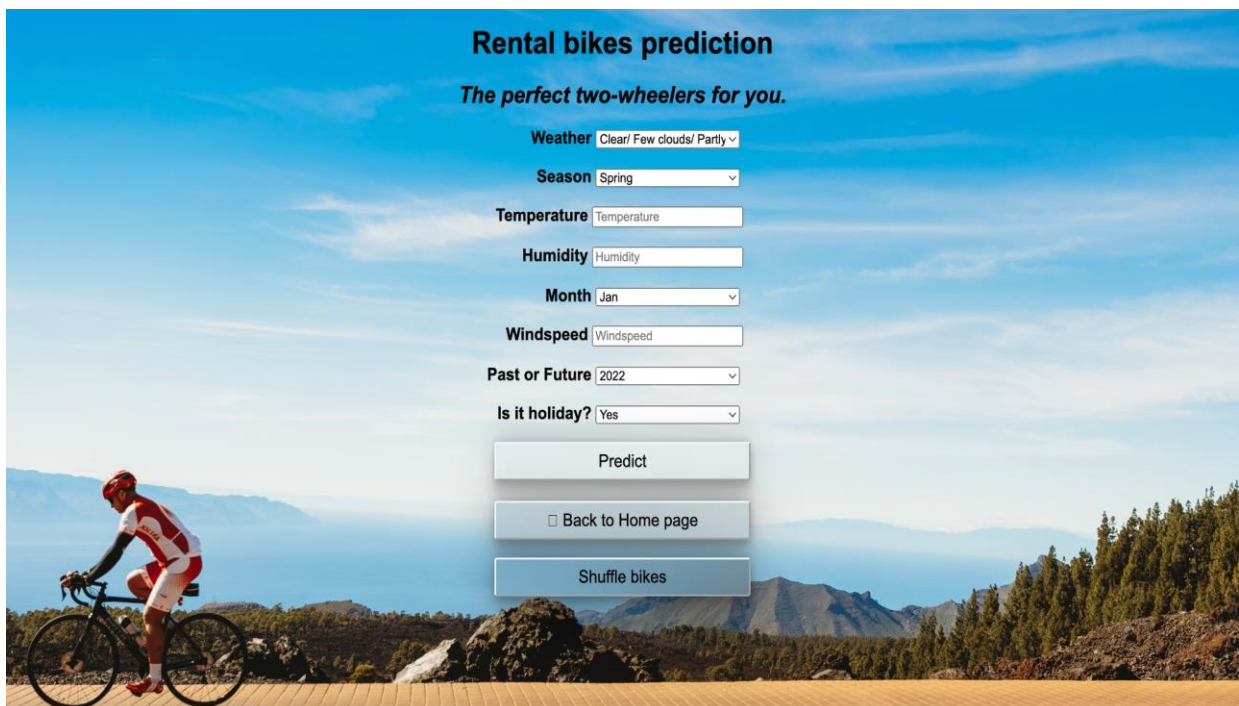 Rental bikes prediction
The perfect two-wheelers for you.
Weather Clear/ Few clouds/ Partly
Season Spring
Temperature Temperature
Humidity Humidity
Month Jan
Windspeed Windspeed
Past or Future 2022
Is it holiday? Yes
Predict
Back to Home page
Shuffle bikes